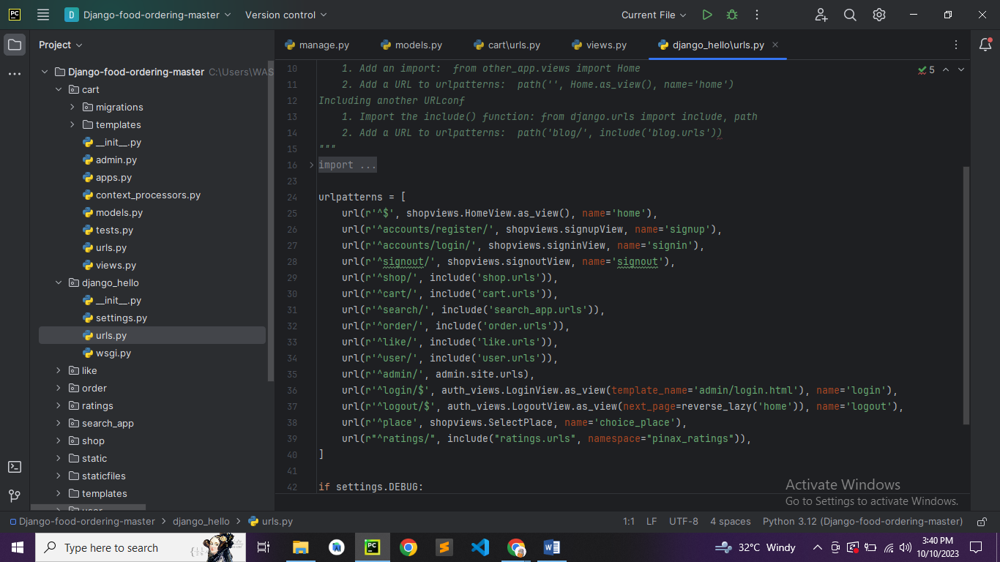 PC
D Django-food-ordering-master Version control Current File
Project
manage.py models.py cart\urls.py views.py django_hello\urls.py
Django-food-ordering-master C:\Users\WAS
cart
migrations
templates
__init__.py
admin.py
apps.py
context_processors.py
models.py
tests.py
urls.py
views.py
django_hello
__init__.py
settings.py
urls.py
wsgi.py
like
order
ratings
search_app
shop
static
staticfiles
templates
user
5
10 1. Add an import:  from other_app.views import Home
11 2. Add a URL to urlpatterns:  path('', Home.as_view(), name='home')
12 Including another URLconf
13 1. Import the include() function: from django.urls import include, path
14 2. Add a URL to urlpatterns:  path('blog/', include('blog.urls'))
15 """
16 import ...
23
24 urlpatterns = [
25 url(r'^$', shopviews.HomeView.as_view(), name='home'),
26 url(r'^accounts/register/', shopviews.signupView, name='signup'),
27 url(r'^accounts/login/', shopviews.signinView, name='signin'),
28 url(r'^signout/', shopviews.signoutView, name='signout'),
29 url(r'^shop/', include('shop.urls')),
30 url(r'^cart/', include('cart.urls')),
31 url(r'^search/', include('search_app.urls')),
32 url(r'^order/', include('order.urls')),
33 url(r'^like/', include('like.urls')),
34 url(r'^user/', include('user.urls')),
35 url(r'^admin/', admin.site.urls),
36 url(r'^login/$', auth_views.LoginView.as_view(template_name='admin/login.html'), name='login'),
37 url(r'^logout/$', auth_views.LogoutView.as_view(next_page=reverse_lazy('home')), name='logout'),
38 url(r'^place', shopviews.SelectPlace, name='choice_place'),
39 url(r"^ratings/", include("ratings.urls", namespace="pinax_ratings")),
40 ]
41
42 if settings.DEBUG:
Activate Windows
Go to Settings to activate Windows.
Django-food-ordering-master > django_hello > urls.py 1:1 LF UTF-8 4 spaces Python 3.12 (Django-food-ordering-master)
Type here to search
PC
W
32°C Windy
3:40 PM
10/10/2023